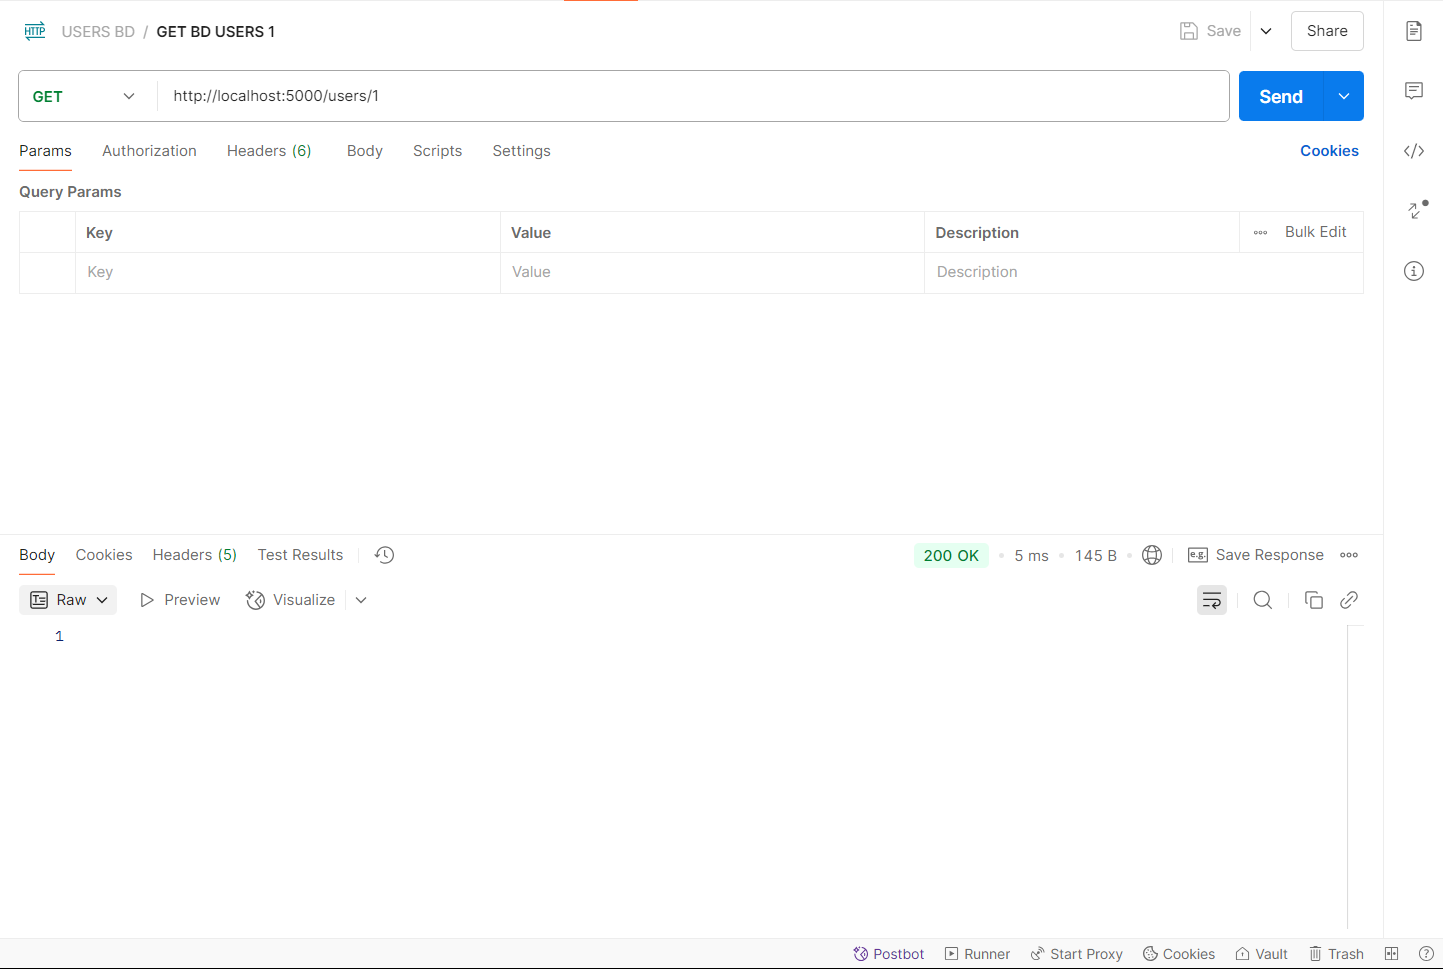 HTTP USERS BD / GET BD USERS 1 Save Share
GET http://localhost:5000/users/1 Send
Params Authorization Headers (6) Body Scripts Settings Cookies
Query Params
Key Value Description Bulk Edit
Key Value Description
Body Cookies Headers (5) Test Results 200 OK 5 ms 145 B e.g. Save Response
Raw Preview Visualize
1
Postbot Runner Start Proxy Cookies Vault Trash